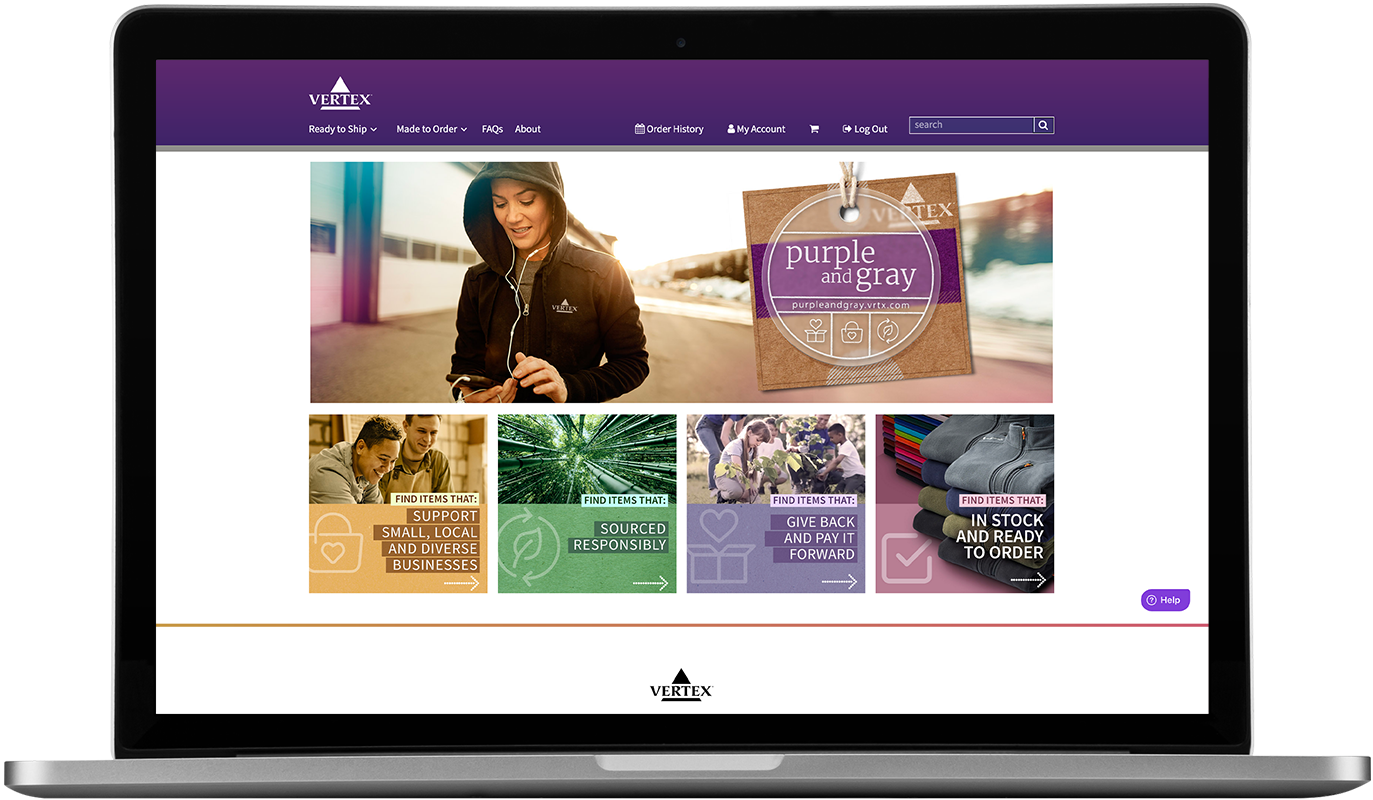 VERTEX
Ready to Ship
Made to Order
FAQs
About
Order History
My Account
Log Out
search
VERTEX
VERTEX
purple
and gray
purpleandgray.vrtx.com
FIND ITEMS THAT:
SUPPORT
SMALL, LOCAL
AND DIVERSE
BUSINESSES
FIND ITEMS THAT:
SOURCED
RESPONSIBLY
FIND ITEMS THAT:
GIVE BACK
AND PAY IT
FORWARD
FIND ITEMS THAT:
IN STOCK
AND READY
TO ORDER
Help
VERTEX